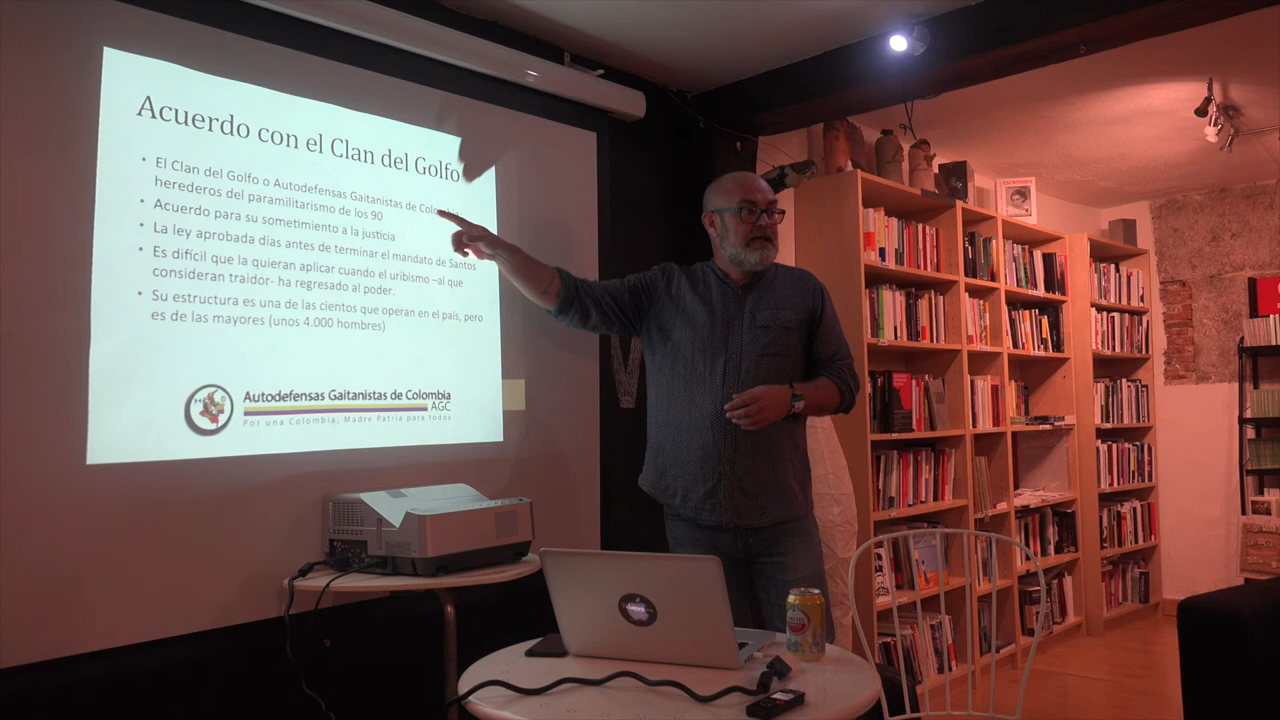 Acuerdo con el Clan del Golfo
• El Clan del Golfo o Autodefensas Gaitanistas de Colombia
herederos del paramilitarismo de los 90
• Acuerdo para su sometimiento a la justicia
• La ley aprobada días antes de terminar el mandato de Santos
• Es difícil que la quieran aplicar cuando el uribismo –al que
consideran traidor- ha regresado al poder.
• Su estructura es una de las cientos que operan en el país, pero
es de las mayores (unos 4.000 hombres)
Autodefensas Gaitanistas de Colombia
AGC
Por una Colombia, Madre Patria para todos
ESCRITORES